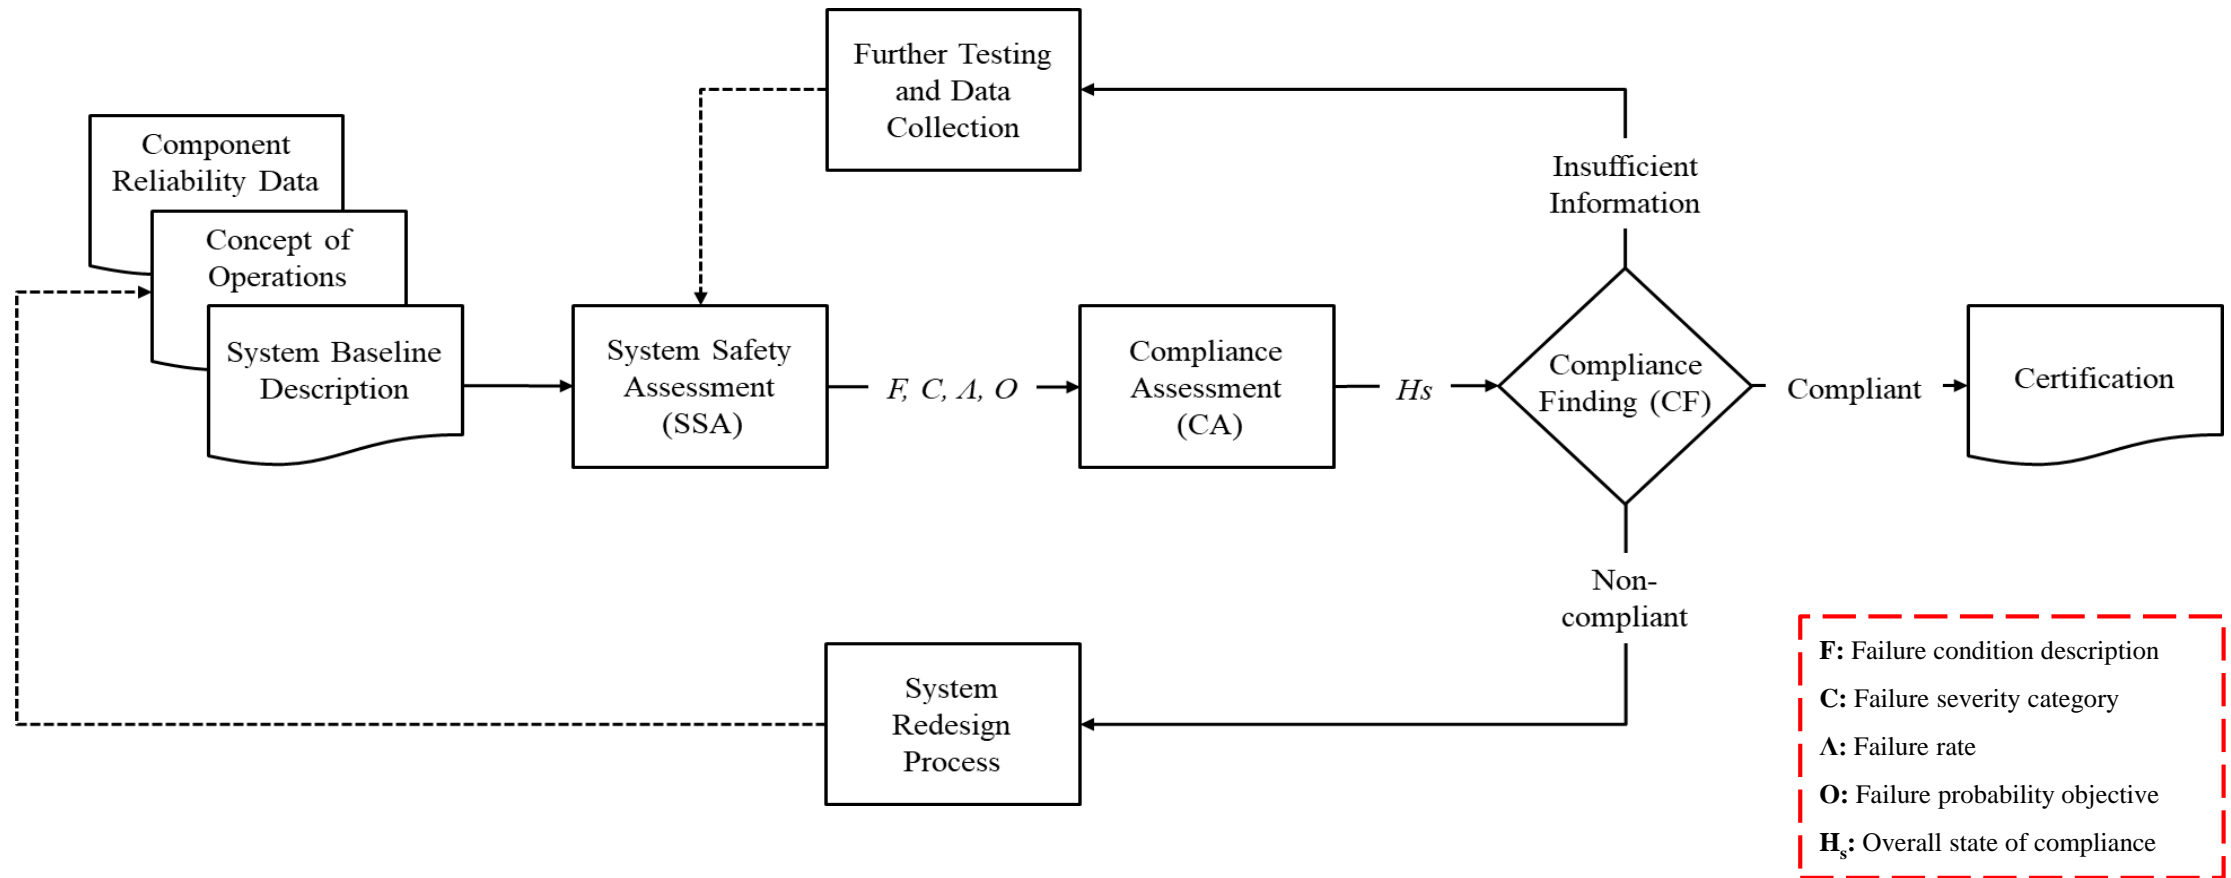 Further Testing
and Data
Collection
Component
Reliability Data
Concept of
Operations
System Baseline
Description
System Safety
Assessment
(SSA)
F, C, Λ, O
Compliance
Assessment
(CA)
Hs
Insufficient
Information
Compliance
Finding (CF)
Compliant
Certification
Non-
compliant
System
Redesign
Process
F: Failure condition description
C: Failure severity category
Λ: Failure rate
O: Failure probability objective
Hs: Overall state of compliance